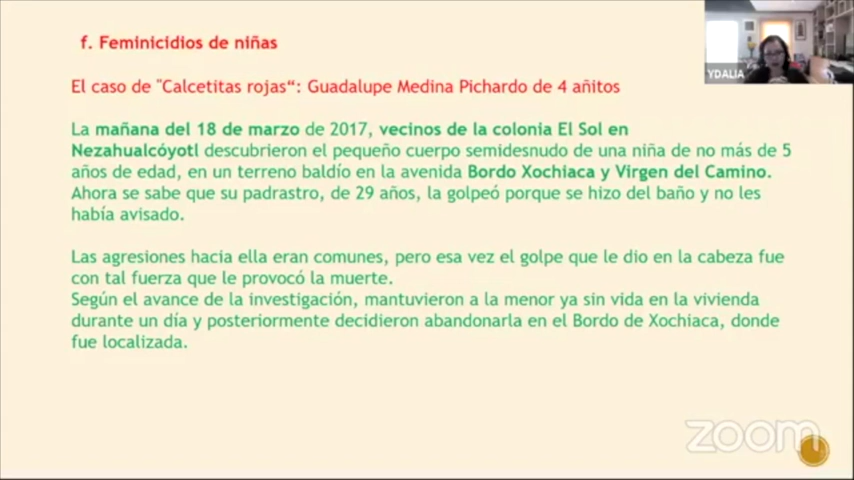 f. Feminicidios de niñas
YDALIA
El caso de "Calcetitas rojas“: Guadalupe Medina Pichardo de 4 añitos
La mañana del 18 de marzo de 2017, vecinos de la colonia El Sol en
Nezahualcóyotl descubrieron el pequeño cuerpo semidesnudo de una niña de no más de 5
años de edad, en un terreno baldío en la avenida Bordo Xochiaca y Virgen del Camino.
Ahora se sabe que su padrastro, de 29 años, la golpeó porque se hizo del baño y no les
había avisado.
Las agresiones hacia ella eran comunes, pero esa vez el golpe que le dio en la cabeza fue
con tal fuerza que le provocó la muerte.
Según el avance de la investigación, mantuvieron a la menor ya sin vida en la vivienda
durante un día y posteriormente decidieron abandonarla en el Bordo de Xochiaca, donde
fue localizada.
zoom